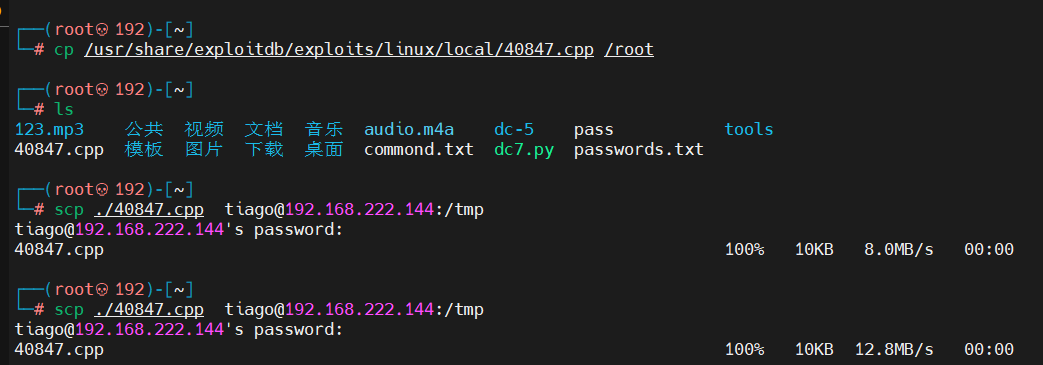 ┌──(root💀192)-[~]
└─# cp /usr/share/exploitdb/exploits/linux/local/40847.cpp /root
┌──(root💀192)-[~]
└─# ls
123.mp3 公共 视频 文档 音乐 audio.m4a dc-5 pass tools
40847.cpp 模板 图片 下载 桌面 commond.txt dc7.py passwords.txt
┌──(root💀192)-[~]
└─# scp ./40847.cpp tiago@192.168.222.144:/tmp
tiago@192.168.222.144's password:
40847.cpp 100% 10KB 8.0MB/s 00:00
┌──(root💀192)-[~]
└─# scp ./40847.cpp tiago@192.168.222.144:/tmp
tiago@192.168.222.144's password:
40847.cpp 100% 10KB 12.8MB/s 00:00